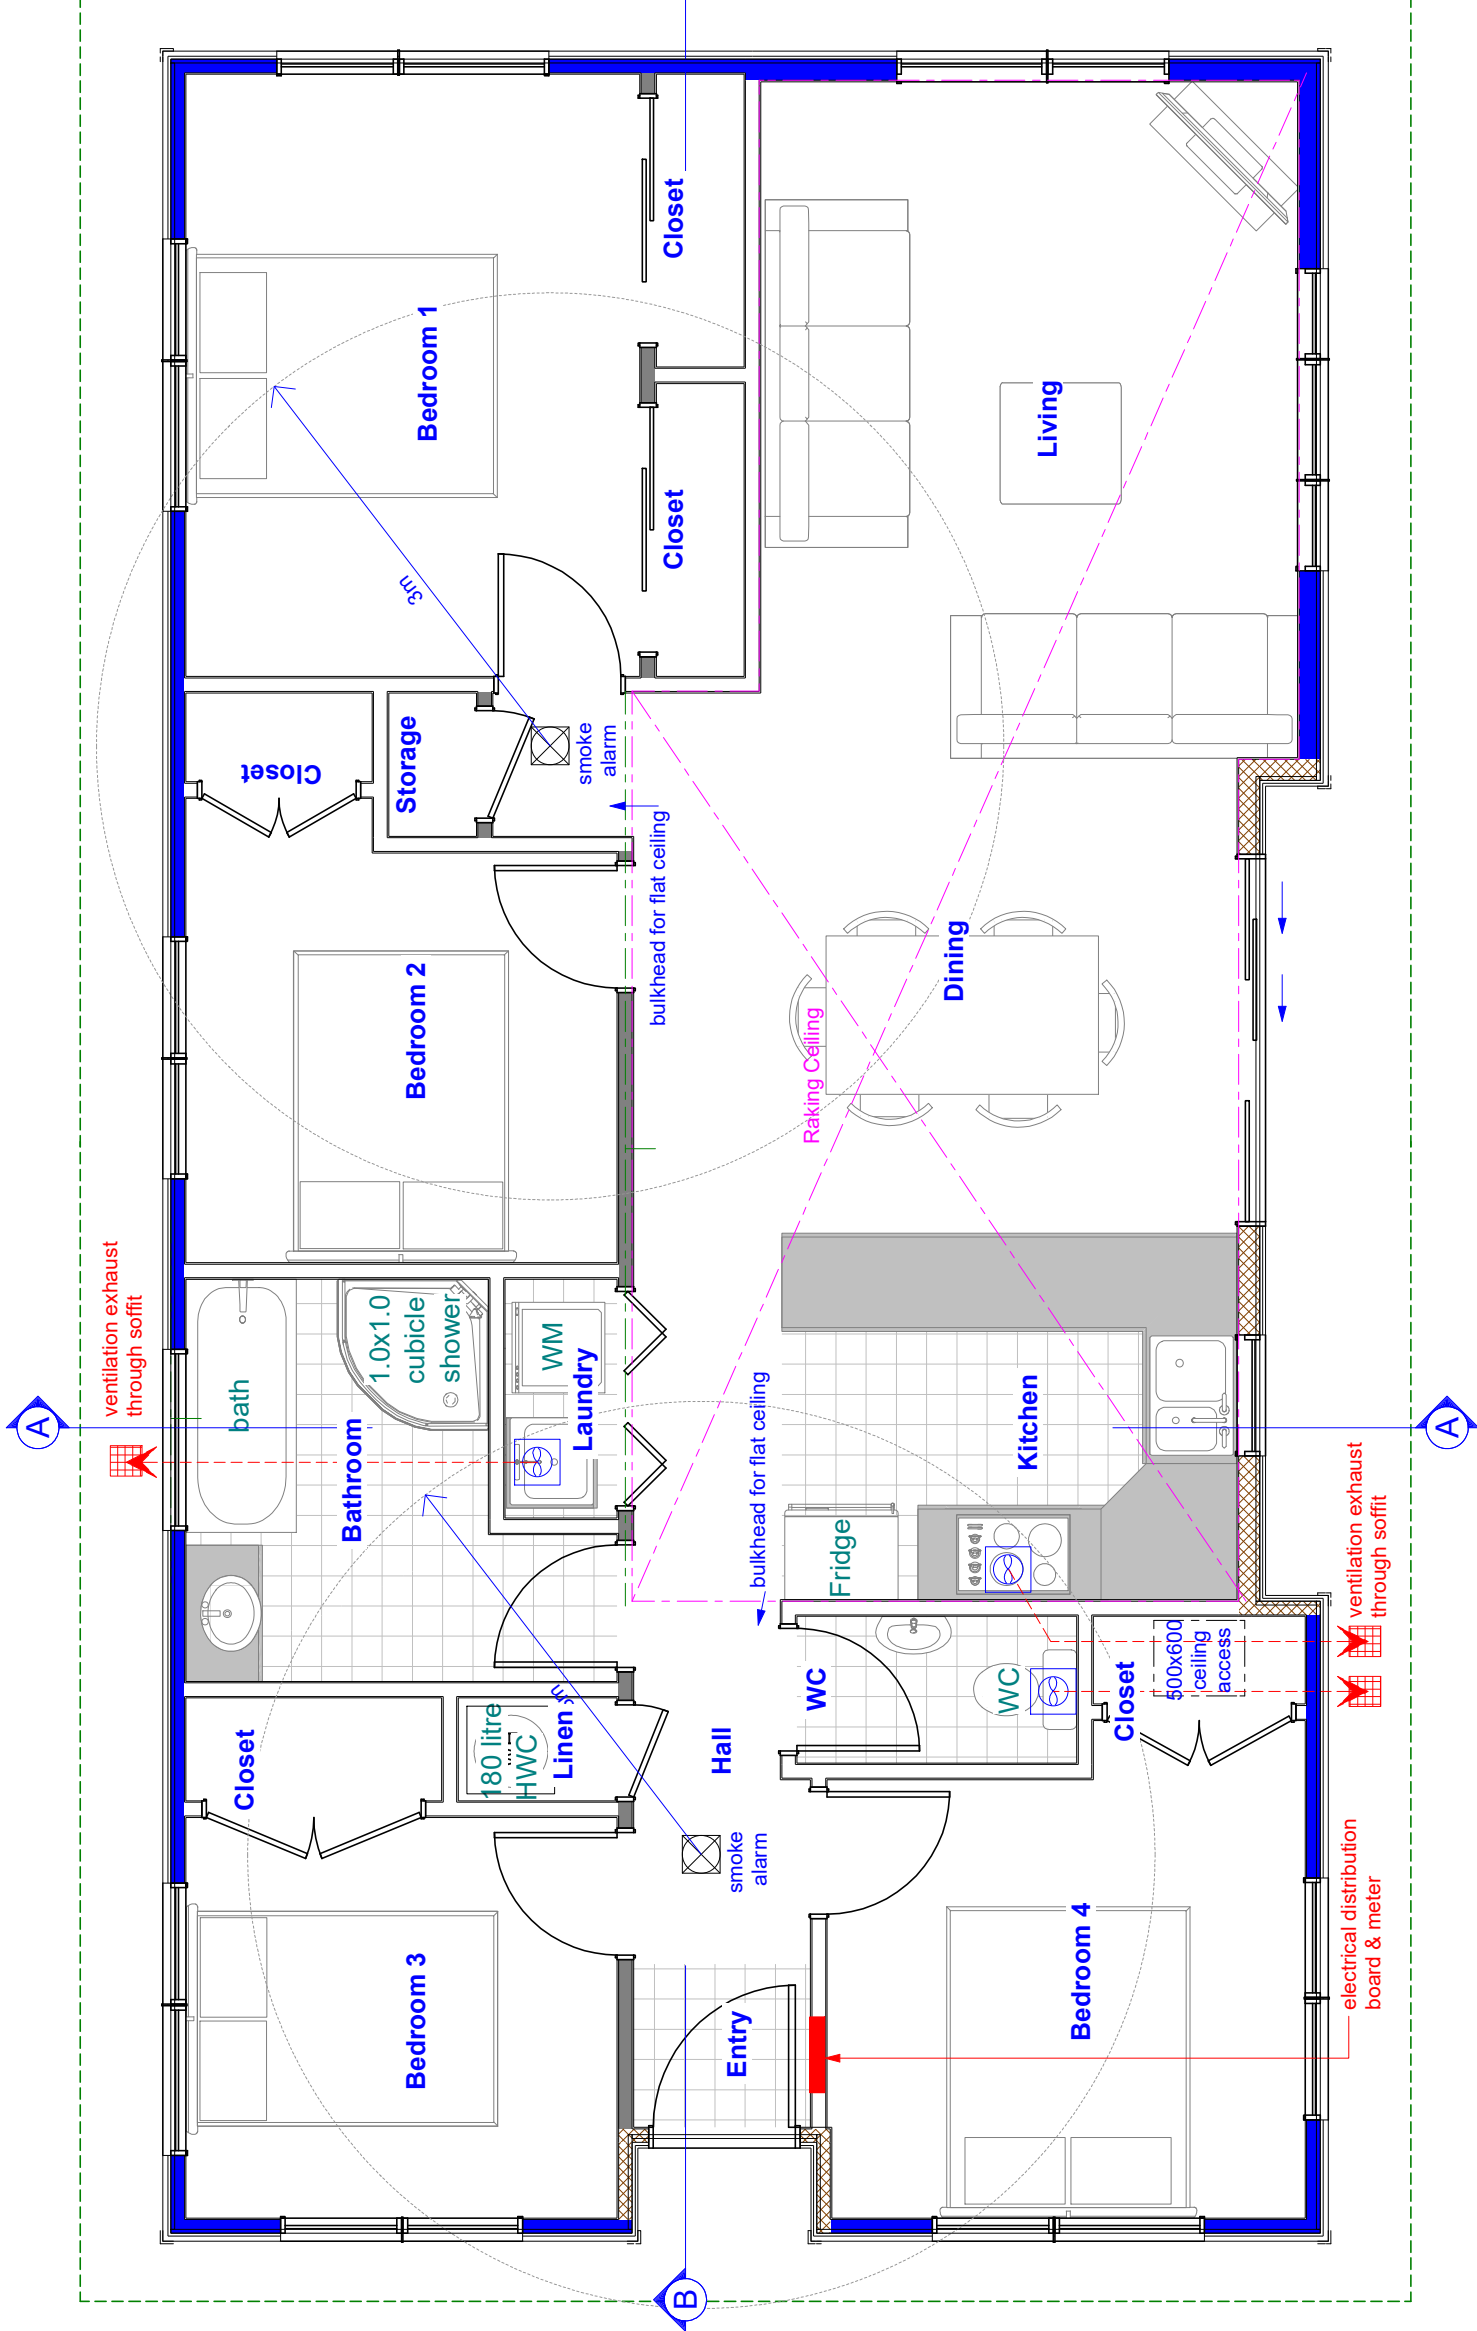 Bedroom 1
Closet
Closet
Living
3m
Closet
Storage
smoke
alarm
bulkhead for flat ceiling
Bedroom 2
Dining
Raking Ceiling
ventilation exhaust
through soffit
bath
1.0x1.0
cubicle
shower
WM
Laundry
Bathroom
A
A
Kitchen
bulkhead for flat ceiling
Fridge
ventilation exhaust
through soffit
500x600
ceiling
access
Closet
WC
WC
Hall
Closet
180 litre
HWC
Linen
smoke
alarm
Bedroom 3
Entry
Bedroom 4
electrical distribution
board & meter
B